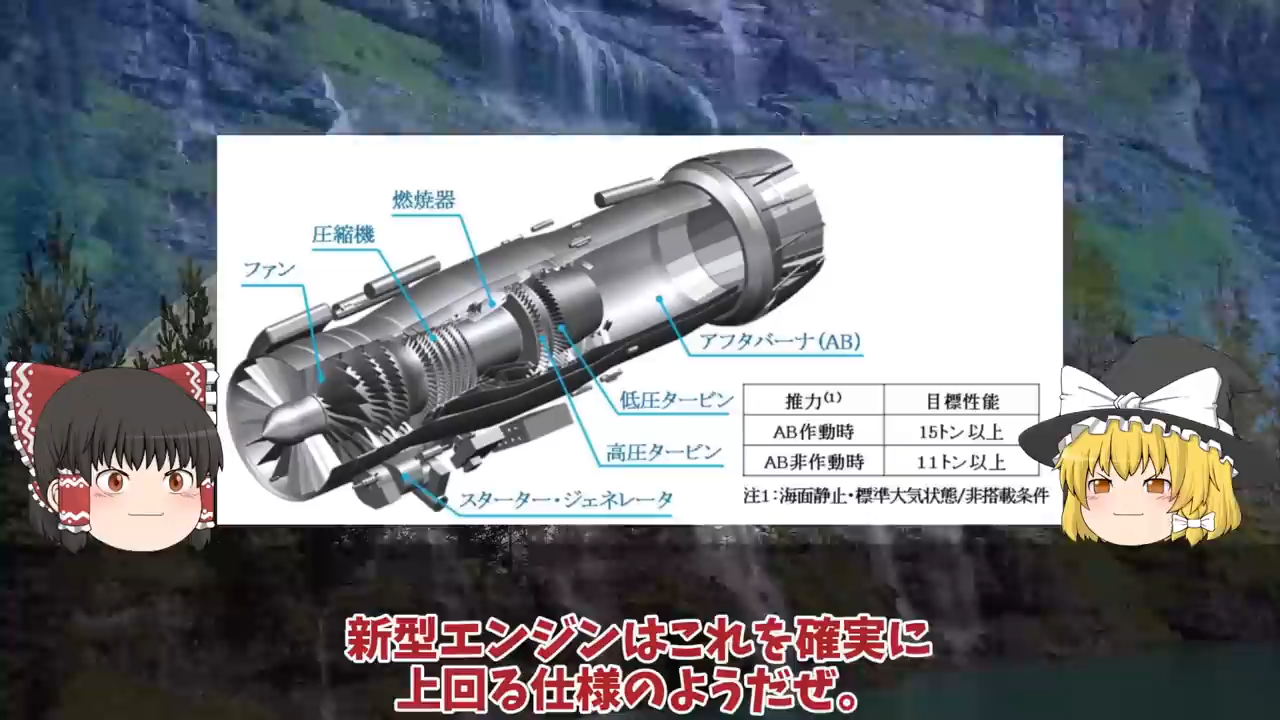 燃焼器
圧縮機
ファン
アフタバーナ(AB)
低圧タービン
高圧タービン
スターター・ジェネレータ
推力(1) 目標性能
AB作動時 15トン以上
AB非作動時 11トン以上
注1:海面静止・標準大気状態/非搭載条件
新型エンジンはこれを確実に
上回る仕様のようだぜ。